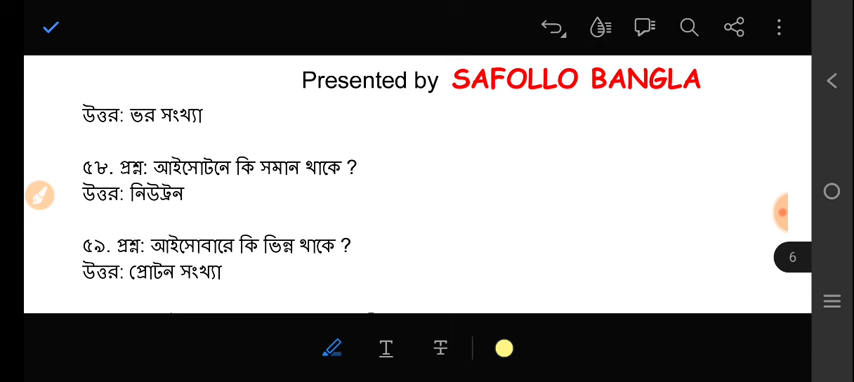 Presented by SAFOLLO BANGLA
উত্তর: ভর সংখ্যা
৫৮. প্রশ্ন: আইসোটনে কি সমান থাকে ?
উত্তর: নিউট্রন
৫৯. প্রশ্ন: আইসোবারে কি ভিন্ন থাকে ?
উত্তর: প্রোটন সংখ্যা
6
T
T